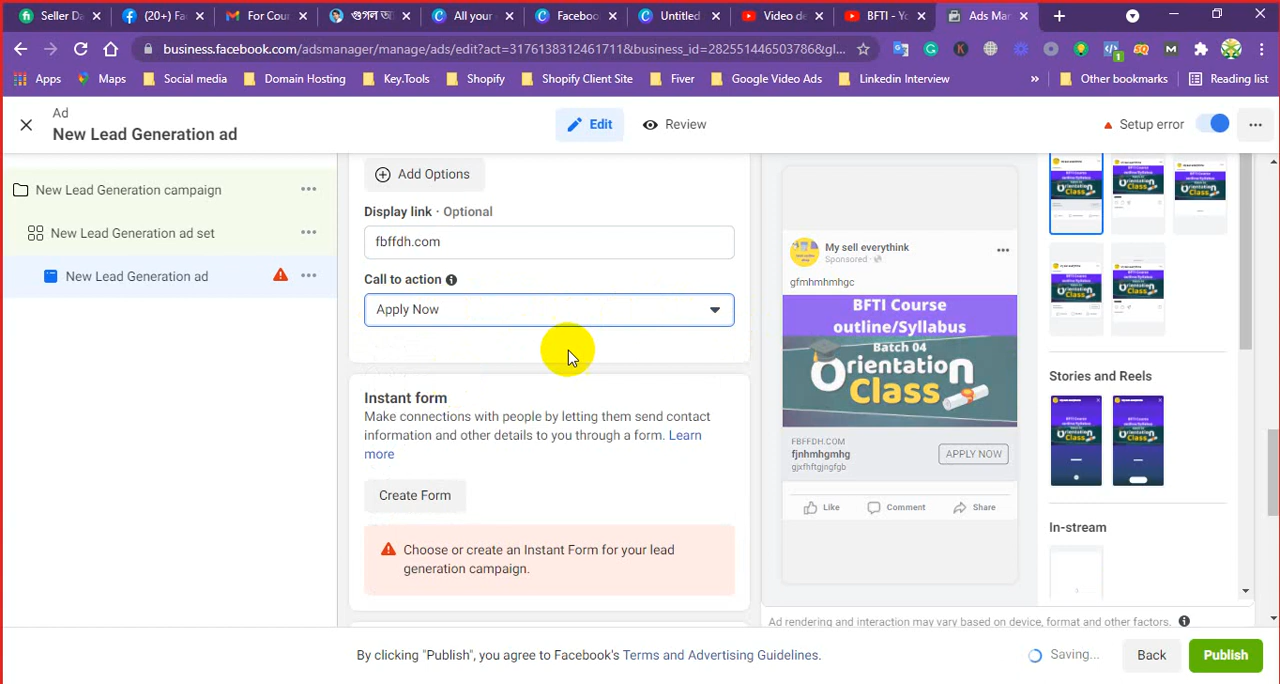 Seller Da
(20+) Fa
For Cour
গুগল অ
All your
Faceboo
Untitled
Video de
BFTI - Yo
Ads Mar
business.facebook.com/adsmanager/manage/ads/edit?act=3176138312461711&business_id=282551446503786&gl...
Apps
Maps
Social media
Domain Hosting
Key.Tools
Shopify
Shopify Client Site
Fiver
Google Video Ads
Linkedin Interview
»
Other bookmarks
Reading list
Ad
New Lead Generation ad
Edit
Review
Setup error
New Lead Generation campaign
New Lead Generation ad set
New Lead Generation ad
Add Options
Display link · Optional
fbffdh.com
Call to action
Apply Now
Instant form
Make connections with people by letting them send contact
information and other details to you through a form. Learn
more
Create Form
Choose or create an Instant Form for your lead
generation campaign.
My sell everythink
Sponsored ·
gfmhmhmhgc
BFTI Course
outline/Syllabus
Batch 04
Orientation
Class
FBFFDH.COM
fjnhmhgmhg
gjxfhftgjngfgb
APPLY NOW
Like
Comment
Share
Stories and Reels
In-stream
Ad rendering and interaction may vary based on device, format and other factors.
By clicking "Publish", you agree to Facebook's Terms and Advertising Guidelines.
Saving...
Back
Publish